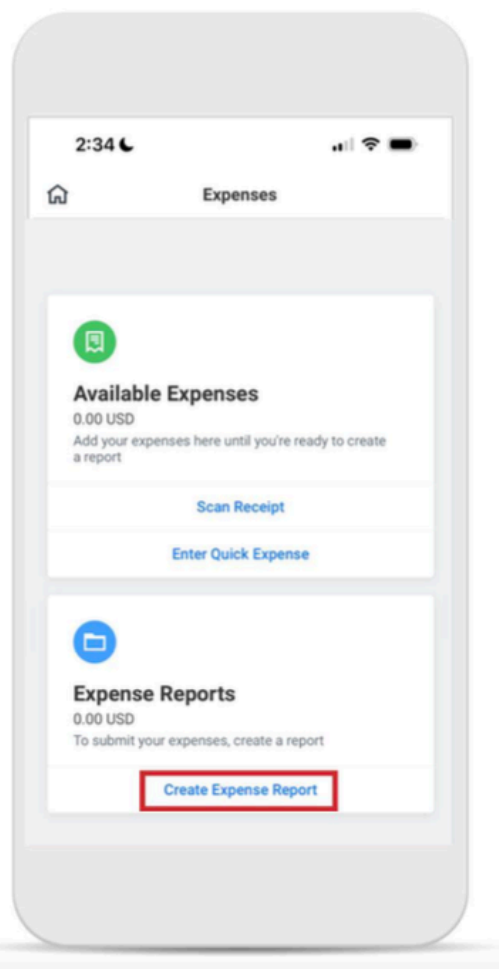 2:34
Expenses
Available Expenses
0.00 USD
Add your expenses here until you're ready to create
a report
Scan Receipt
Enter Quick Expense
Expense Reports
0.00 USD
To submit your expenses, create a report
Create Expense Report